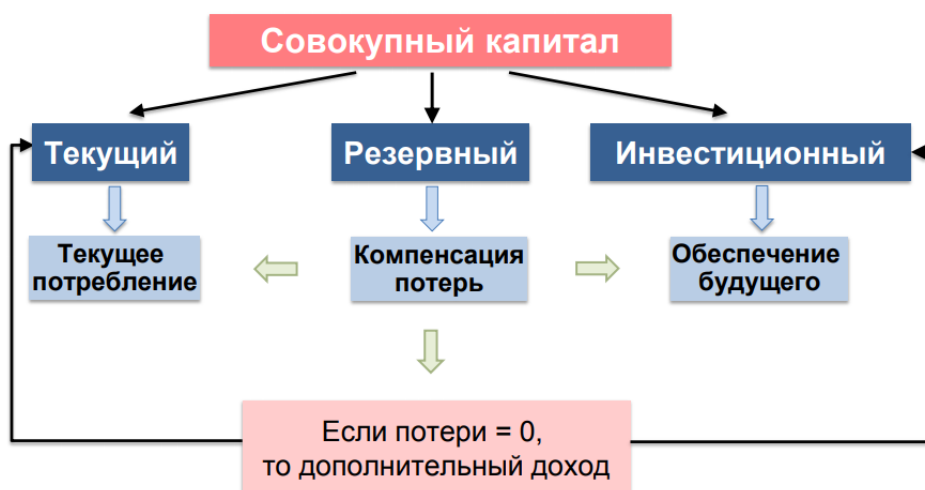 Совокупный капитал
Текущий
Резервный
Инвестиционный
Текущее
потребление
Компенсация
потерь
Обеспечение
будущего
Если потери = 0,
то дополнительный доход